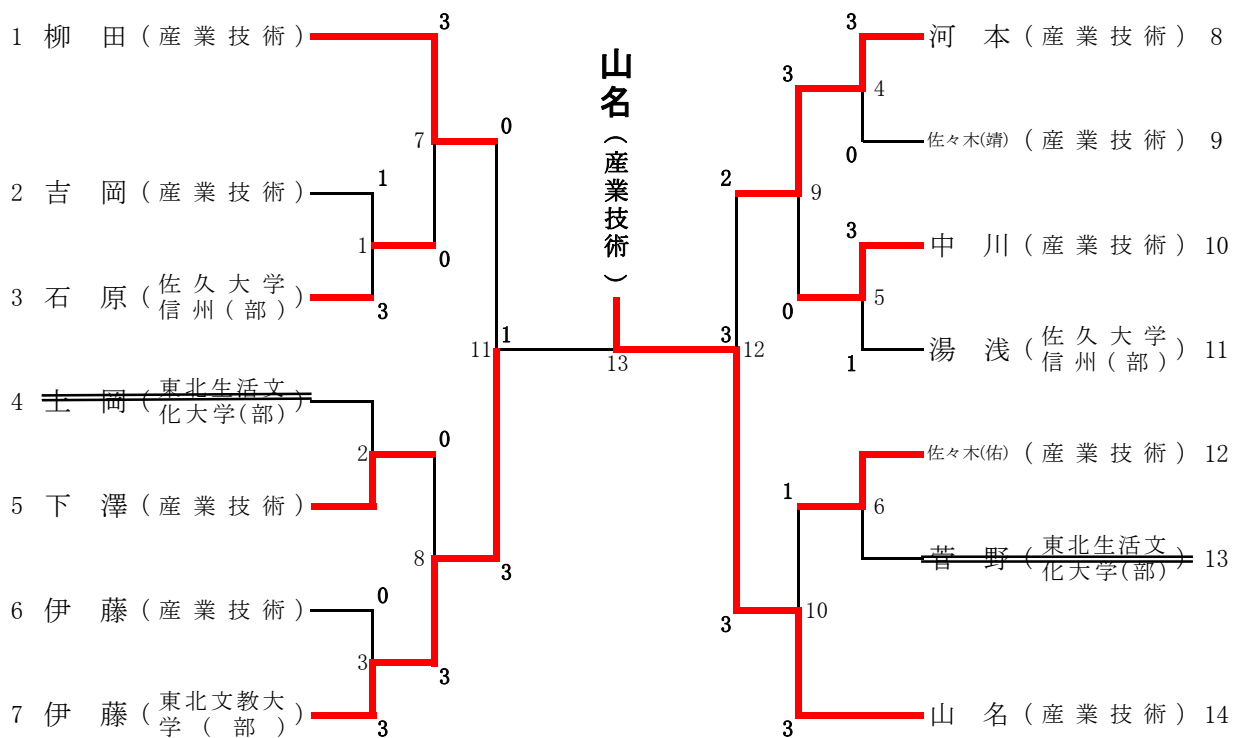 1 柳 田 (産業技術)
2 吉 岡 (産業技術)
3 石 原 (佐久大学
信州(部))
4 土 岡 (東北生活文
化大学(部))
5 下 澤 (産業技術)
6 伊 藤 (産業技術)
7 伊 藤 (東北文教大
学(部))
3
7
0
1
1
0
3
11
1
2
0
8
3
0
3
3
3
山名(産業技術)
13
3
4
0
3
2
9
3
5
0
1
3
12
1
6
10
3
3
河 本 (産業技術) 8
佐々木(靖) (産業技術) 9
中 川 (産業技術) 10
湯 浅 (佐久大学
信州(部)) 11
佐々木(佑) (産業技術) 12
菅 野 (東北生活文
化大学(部)) 13
山 名 (産業技術) 14